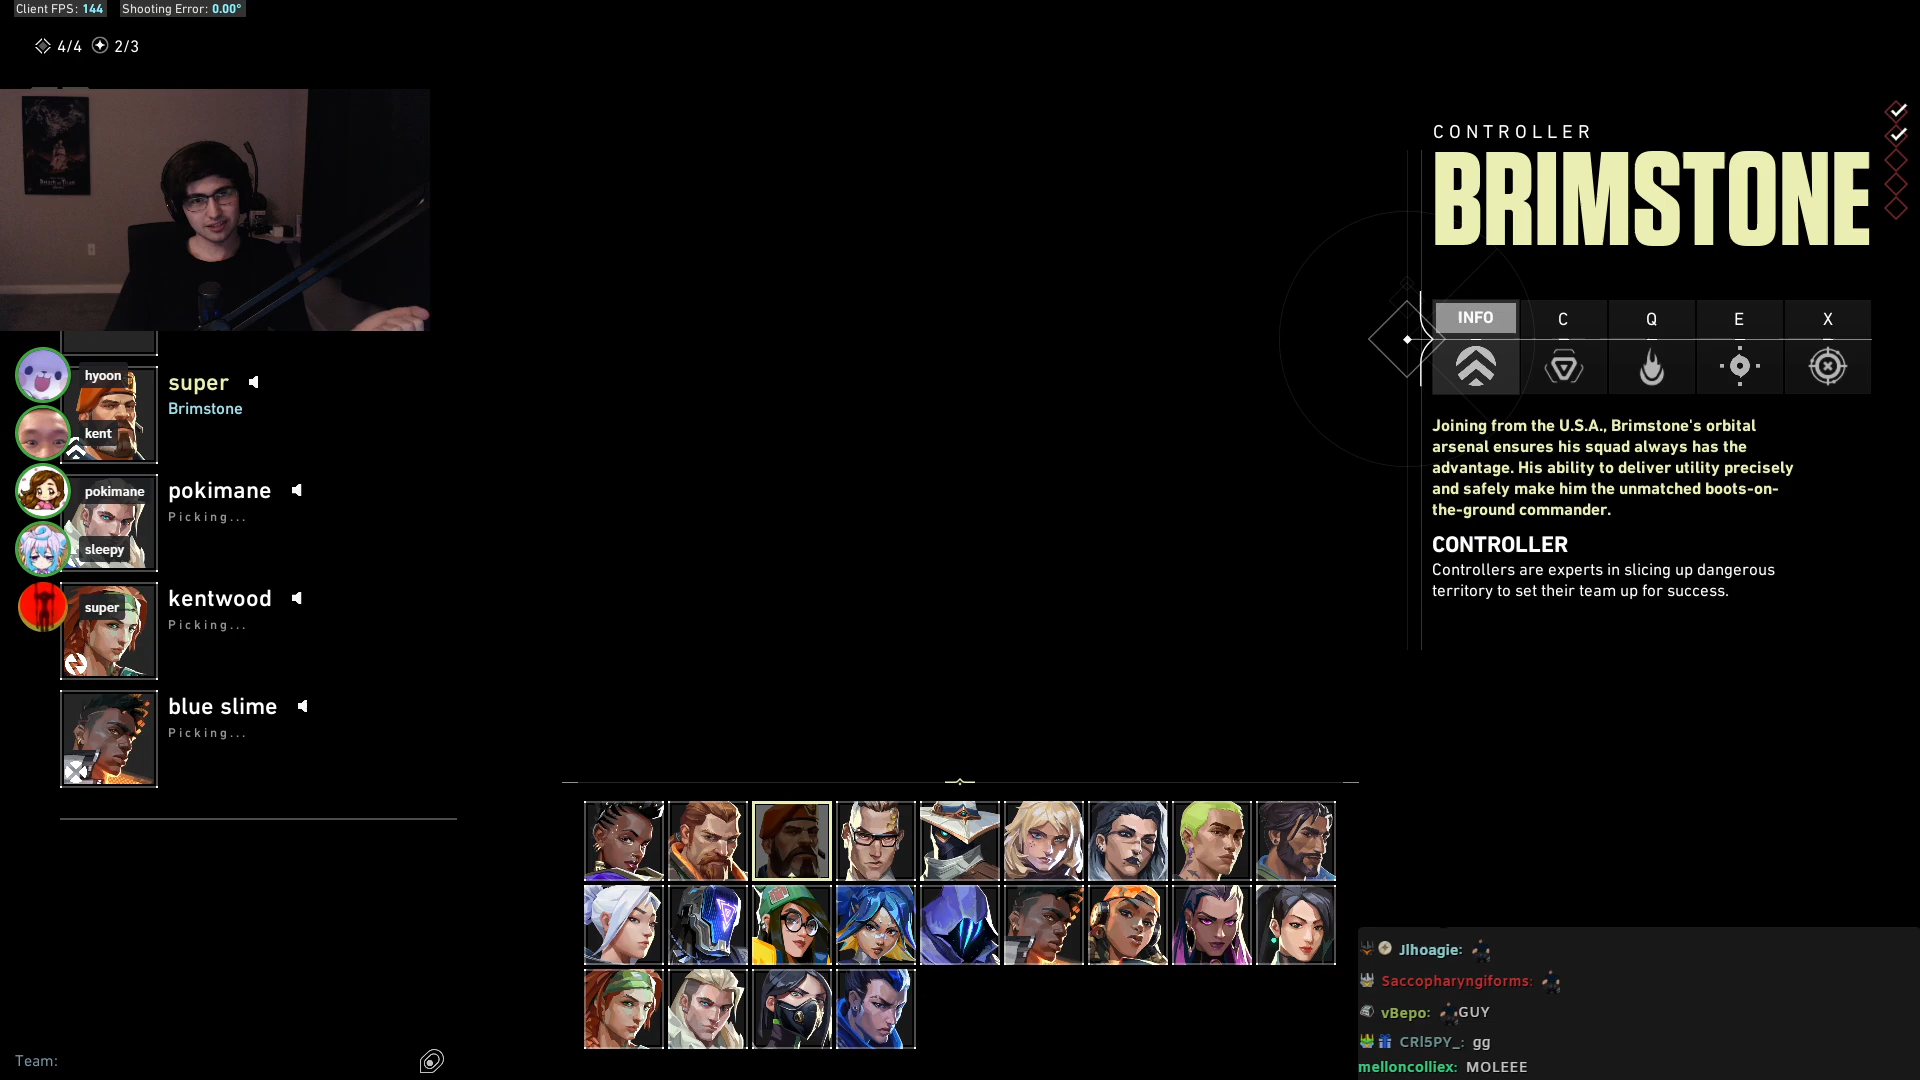 Client FPS: 144 Shooting Error: 0.00°
4/4 2/3
CONTROLLER
BRIMSTONE
INFO C Q E X
Joining from the U.S.A., Brimstone's orbital
arsenal ensures his squad always has the
advantage. His ability to deliver utility precisely
and safely make him the unmatched boots-on-
the-ground commander.
CONTROLLER
Controllers are experts in slicing up dangerous
territory to set their team up for success.
hyoon
super
Brimstone
kent
pokimane
pokimane
Picking...
sleepy
kentwood
super
Picking...
blue slime
Picking...
Team:
Jlhoagie:
Saccopharyngiforms:
vBepo: GUY
CRl5PY_: gg
melloncolliex: MOLEEE